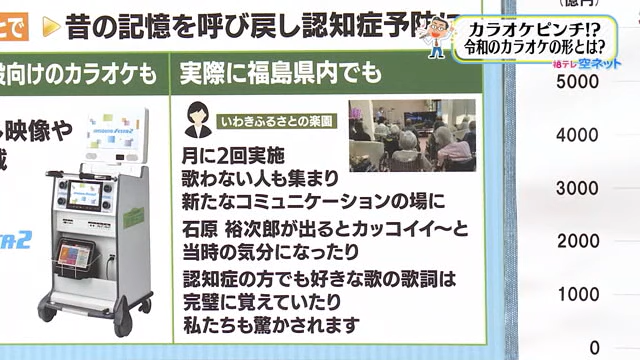 とで
▶昔の記憶を呼び戻し認知症予防に
カラオケピンチ!?
令和のカラオケの形とは?
福テレ空ネット
向けのカラオケも
実際に福島県内でも
映像や
いわきふるさとの楽園
月に2回実施
歌わない人も集まり
新たなコミュニケーションの場に
石原 裕次郎が出るとカッコイイ〜と
当時の気分になったり
認知症の方でも好きな歌の歌詞は
完璧に覚えていたり
私たちも驚かされます
5000
4000
3000
2000
1000
0